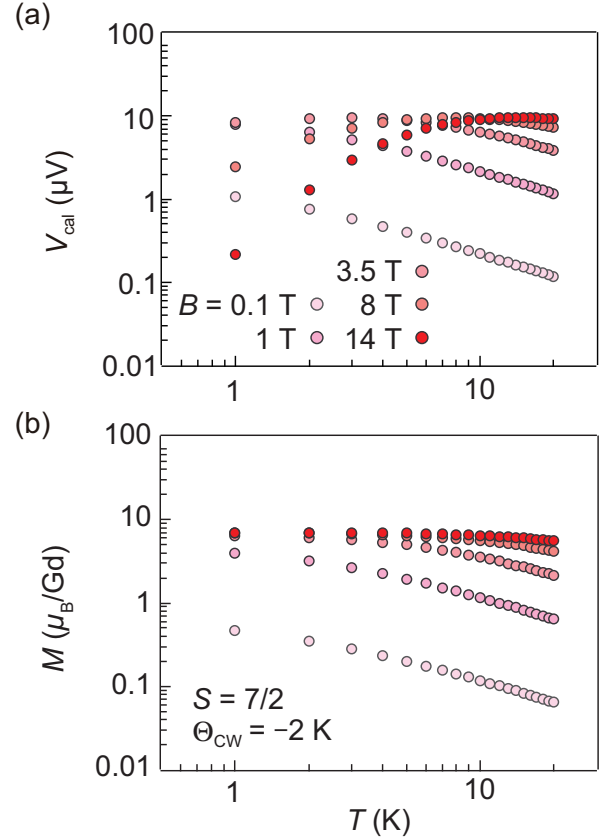 (a)
100
10
1
0.1
0.01
V_cal (μV)
3.5 T
B = 0.1 T
8 T
1 T
14 T
1
10
(b)
100
10
1
0.1
0.01
M (μ_B/Gd)
S = 7/2
Θ_CW = −2 K
1
10
T (K)